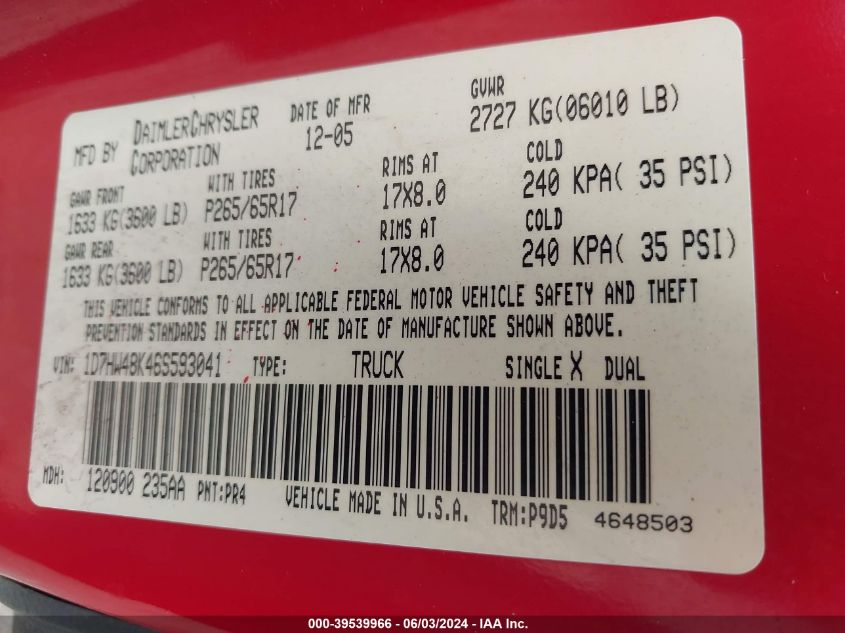 MFD BY DAIMLERCHRYSLER CORPORATION
DATE OF MFR 12-05
GVWR 2727 KG(06010 LB)
GAWR FRONT WITH TIRES RIMS AT COLD
1633 KG(3600 LB) P265/65R17 17X8.0 240 KPA( 35 PSI)
GAWR REAR WITH TIRES RIMS AT COLD
1633 KG(3600 LB) P265/65R17 17X8.0 240 KPA( 35 PSI)
THIS VEHICLE CONFORMS TO ALL APPLICABLE FEDERAL MOTOR VEHICLE SAFETY AND THEFT
PREVENTION STANDARDS IN EFFECT ON THE DATE OF MANUFACTURE SHOWN ABOVE.
VIN: 1D7HW48K46S593041 TYPE: TRUCK SINGLE X DUAL
MDH: 120900 235AA PNT:PR4 VEHICLE MADE IN U.S.A. TRM:P9D5 4648503
000-39539966 - 06/03/2024 - IAA Inc.